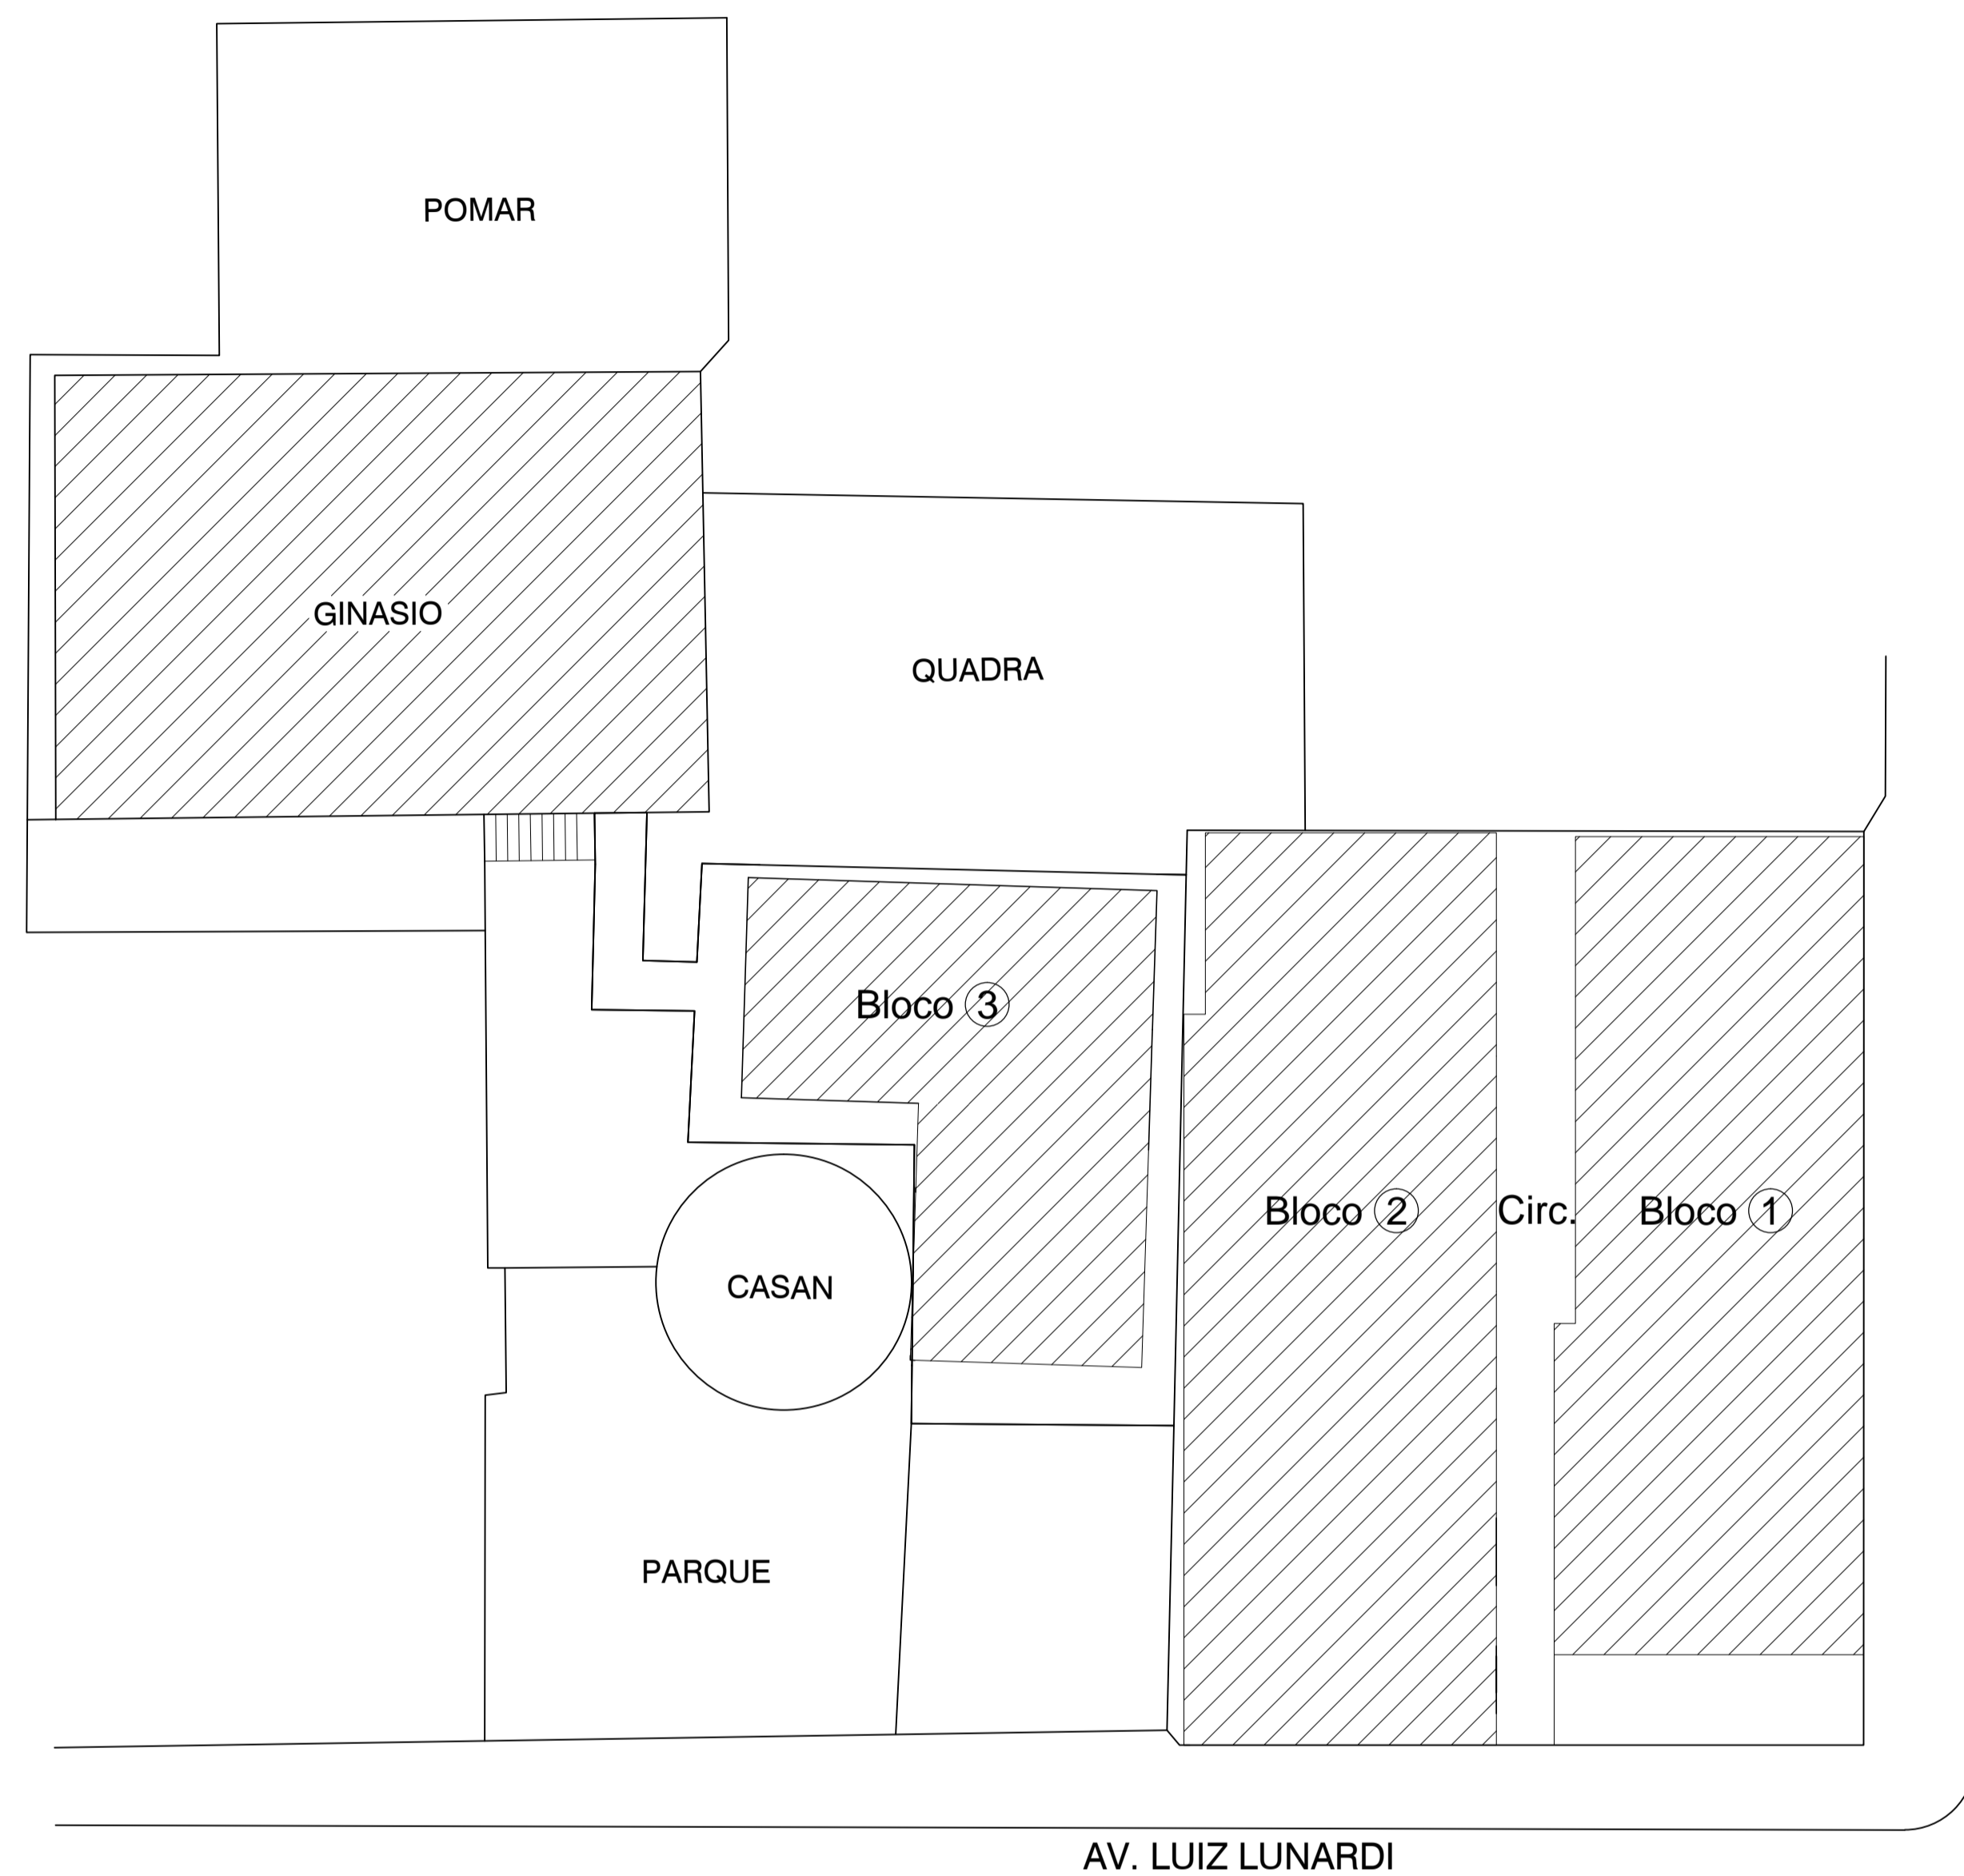 POMAR
GINASIO
QUADRA
Bloco 3
Bloco 2
Circ.
Bloco 1
CASAN
PARQUE
AV. LUIZ LUNARDI